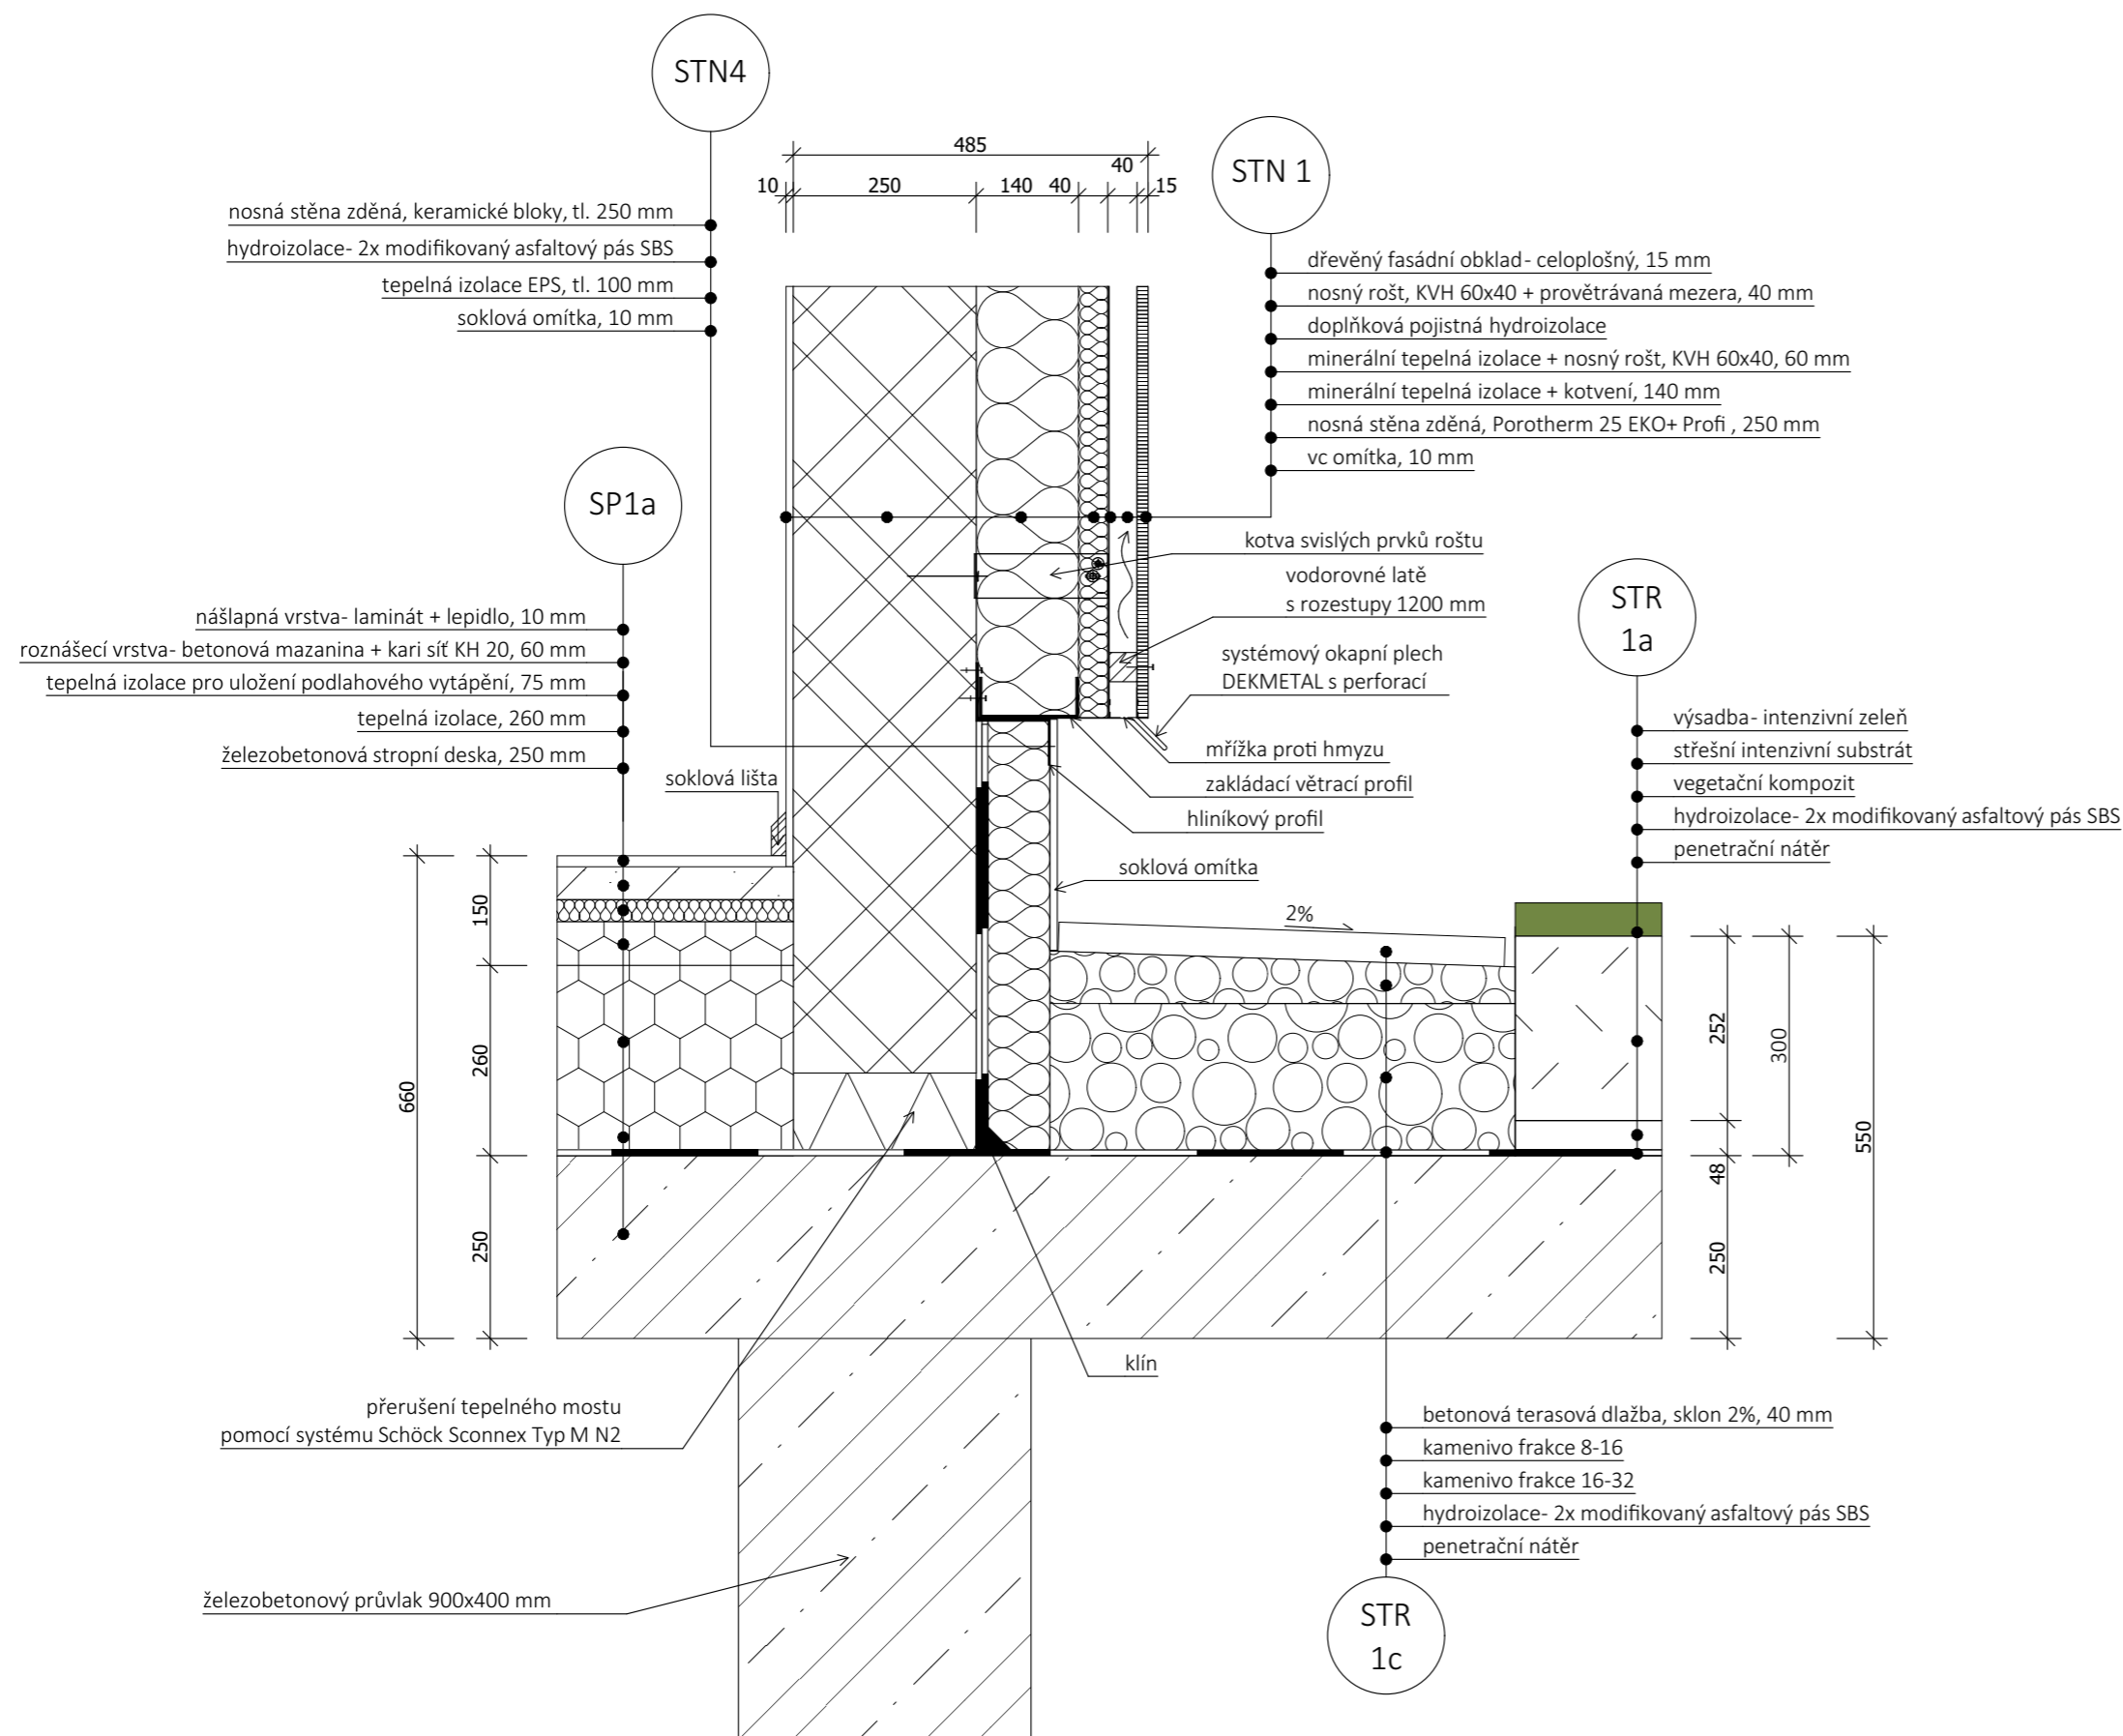 STN4
nosná stěna zděná, keramické bloky, tl. 250 mm
hydroizolace- 2x modifikovaný asfaltový pás SBS
tepelná izolace EPS, tl. 100 mm
soklová omítka, 10 mm
485
40
10
250
140
40
15
STN 1
dřevěný fasádní obklad- celoplošný, 15 mm
nosný rošt, KVH 60x40 + provětrávaná mezera, 40 mm
doplňková pojistná hydroizolace
minerální tepelná izolace + nosný rošt, KVH 60x40, 60 mm
minerální tepelná izolace + kotvení, 140 mm
nosná stěna zděná, Porotherm 25 EKO+ Profi , 250 mm
vc omítka, 10 mm
kotva svislých prvků roštu
vodorovné latě
s rozestupy 1200 mm
systémový okapní plech
DEKMETAL s perforací
mřížka proti hmyzu
zakládací větrací profil
hliníkový profil
soklová omítka
SP1a
nášlapná vrstva- laminát + lepidlo, 10 mm
roznášecí vrstva- betonová mazanina + kari síť KH 20, 60 mm
tepelná izolace pro uložení podlahového vytápění, 75 mm
tepelná izolace, 260 mm
železobetonová stropní deska, 250 mm
soklová lišta
STR
1a
výsadba- intenzivní zeleň
střešní intenzivní substrát
vegetační kompozit
hydroizolace- 2x modifikovaný asfaltový pás SBS
penetrační nátěr
2%
660
150
260
250
252
48
250
300
550
klín
přerušení tepelného mostu
pomocí systému Schöck Sconnex Typ M N2
železobetonový průvlak 900x400 mm
betonová terasová dlažba, sklon 2%, 40 mm
kamenivo frakce 8-16
kamenivo frakce 16-32
hydroizolace- 2x modifikovaný asfaltový pás SBS
penetrační nátěr
STR
1c